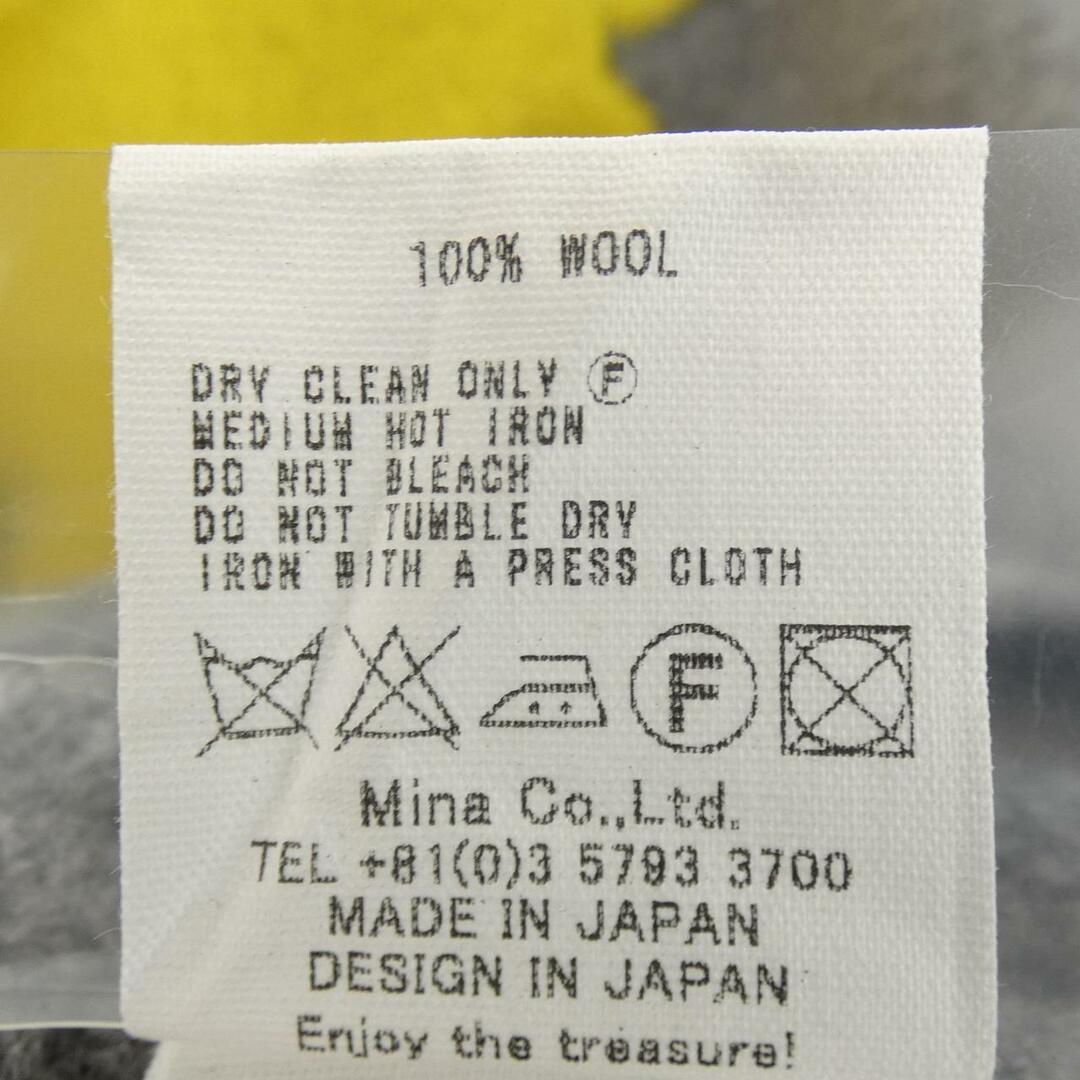 100% WOOL
DRY CLEAN ONLY Ⓕ
MEDIUM HOT IRON
DO NOT BLEACH
DO NOT TUMBLE DRY
IRON WITH A PRESS CLOTH
F
Mina Co.,Ltd.
TEL +81(0)3 5793 3700
MADE IN JAPAN
DESIGN IN JAPAN
Enjoy the treasure!